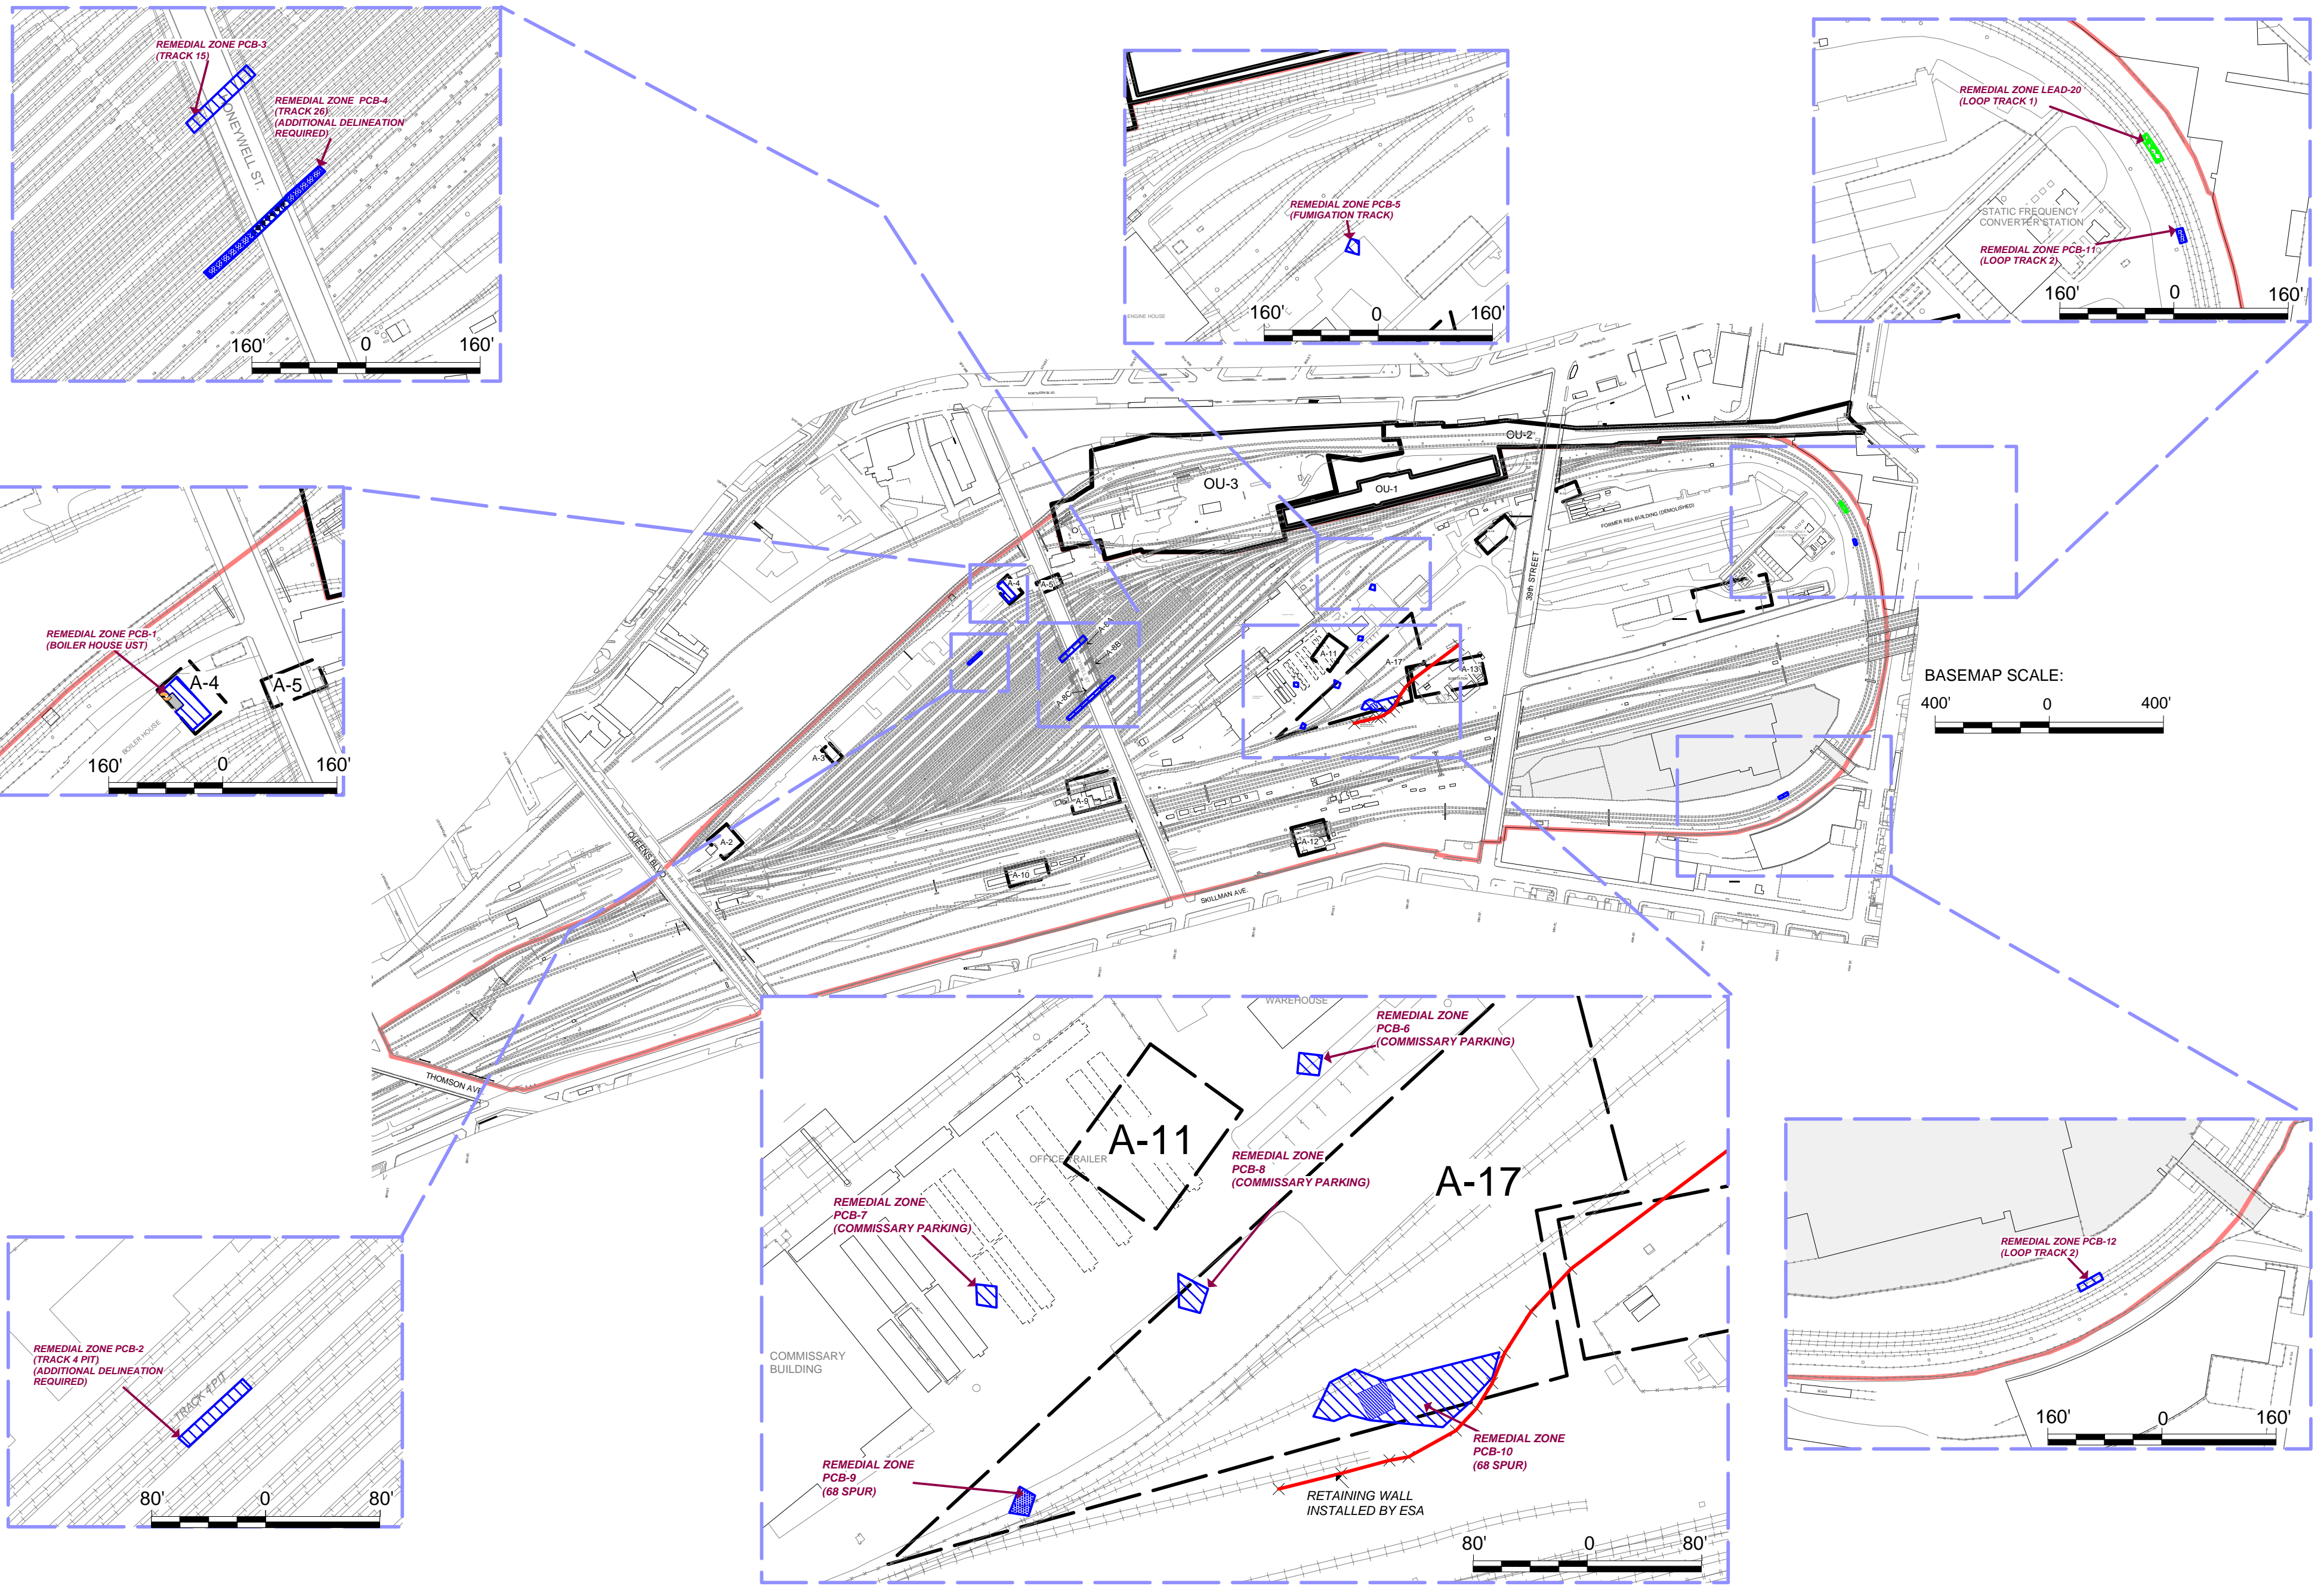 REMEDIAL ZONE PCB-3
(TRACK 15)
REMEDIAL ZONE PCB-4
(TRACK 26)
(ADDITIONAL DELINEATION
REQUIRED)
HONEYWELL ST.
160' 0 160'
REMEDIAL ZONE PCB-5
(FUMIGATION TRACK)
ENGINE HOUSE
160' 0 160'
REMEDIAL ZONE LEAD-20
(LOOP TRACK 1)
STATIC FREQUENCY
CONVERTER STATION
REMEDIAL ZONE PCB-11
(LOOP TRACK 2)
160' 0 160'
REMEDIAL ZONE PCB-1
(BOILER HOUSE UST)
A-4
A-5
BOILER HOUSE
160' 0 160'
NORTHERN BLVD
OU-2
OU-3
OU-1
FORMER REA BUILDING (DEMOLISHED)
39th STREET
A-4
A-5
A-8A
A-8B
A-8C
A-11
A-17
A-13
A-3
A-9
A-2
A-12
A-10
QUEENS BLVD
SKILLMAN AVE.
THOMSON AVE
BASEMAP SCALE:
400' 0 400'
WAREHOUSE
REMEDIAL ZONE
PCB-6
(COMMISSARY PARKING)
A-11
OFFICE TRAILER
REMEDIAL ZONE
PCB-8
(COMMISSARY PARKING)
A-17
REMEDIAL ZONE
PCB-7
(COMMISSARY PARKING)
COMMISSARY
BUILDING
REMEDIAL ZONE
PCB-10
(68 SPUR)
REMEDIAL ZONE
PCB-9
(68 SPUR)
RETAINING WALL
INSTALLED BY ESA
80' 0 80'
REMEDIAL ZONE PCB-2
(TRACK 4 PIT)
(ADDITIONAL DELINEATION
REQUIRED)
TRACK 4 PIT
80' 0 80'
REMEDIAL ZONE PCB-12
(LOOP TRACK 2)
160' 0 160'